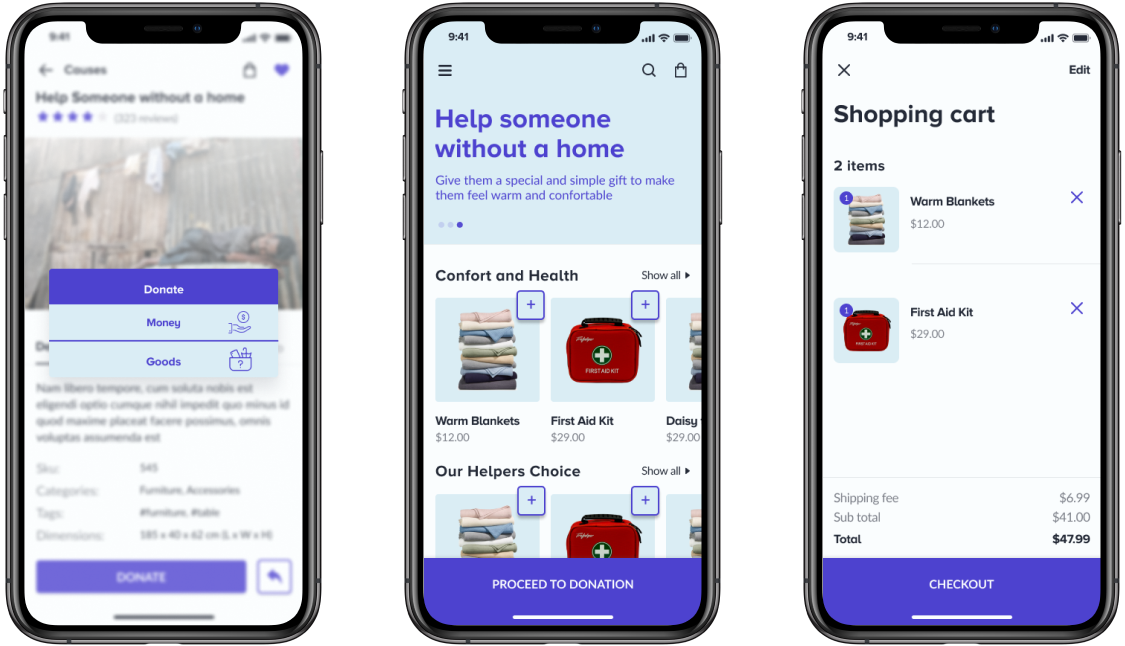 9:41
Causes
Help Someone without a home
(323 reviews)
Donate
Money
Goods
Nam libero tempore, cum soluta nobis est
eligendi optio cumque nihil impedit quo minus id
quod maxime placeat facere possimus, omnis
voluptas assumenda est
Sku: 545
Categories: Furniture, Accessories
Tags: #furniture, #table
Dimensions: 185 x 40 x 62 cm (L x W x H)
DONATE
9:41
Help someone
without a home
Give them a special and simple gift to make
them feel warm and confortable
Confort and Health Show all
+ +
FIRST AID KIT
Warm Blankets First Aid Kit Daisy
$12.00 $29.00 $29.00
Our Helpers Choice Show all
+ +
PROCEED TO DONATION
9:41
Edit
Shopping cart
2 items
1
Warm Blankets
$12.00
1
First Aid Kit
$29.00
FIRST AID KIT
Shipping fee $6.99
Sub total $41.00
Total $47.99
CHECKOUT